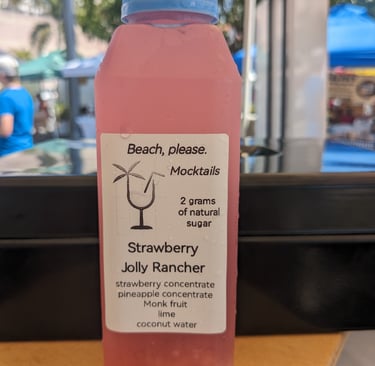 Beach, please.
Mocktails
2 grams
of natural
sugar
Strawberry
Jolly Rancher
strawberry concentrate
pineapple concentrate
Monk fruit
lime
coconut water